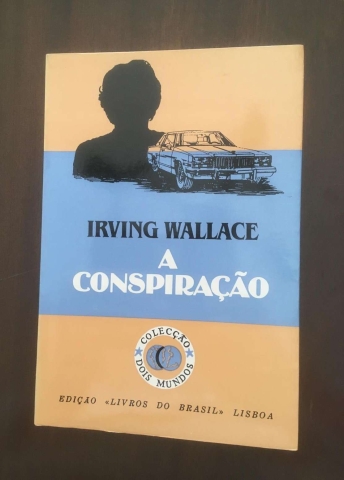 IRVING WALLACE
A
CONSPIRAÇÃO
COLECÇÃO
DOIS MUNDOS
EDIÇÃO «LIVROS DO BRASIL» LISBOA